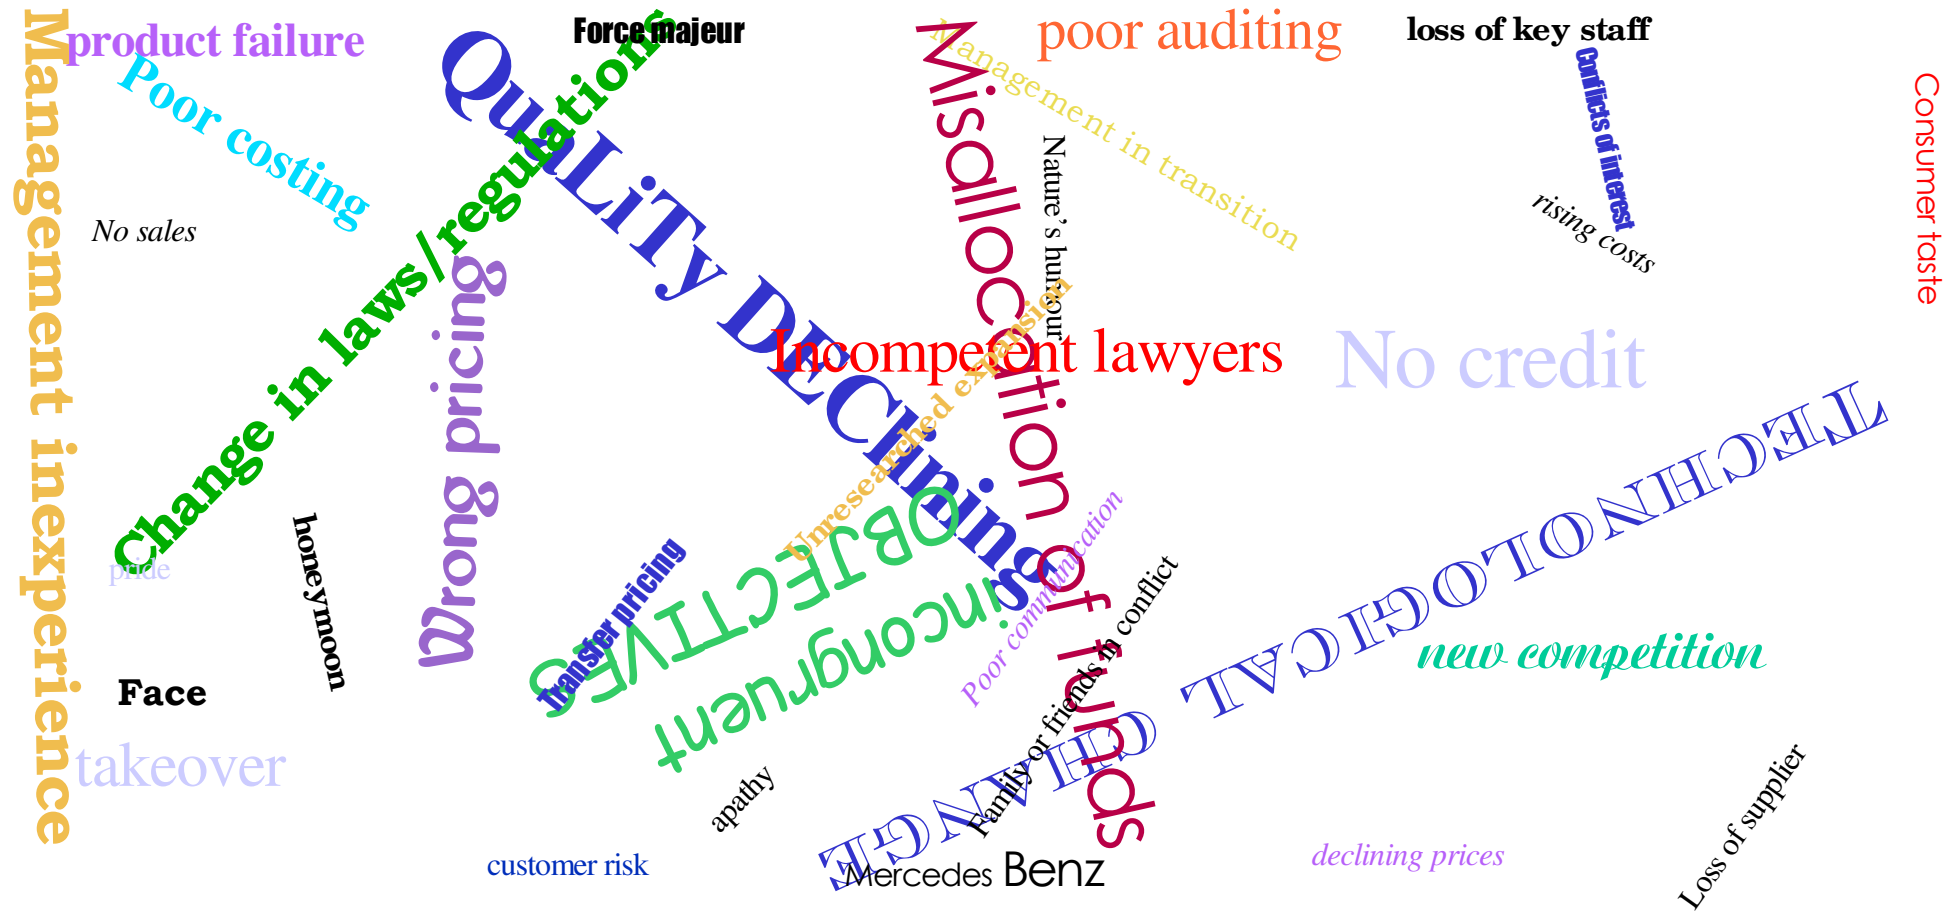 Force majeur
product failure
poor auditing
loss of key staff
Management inexperience
Poor costing
Change in laws/regulations
QuaLiTy DEClining
Misallocation of funds
Management in transition
Conflicts of interest
Consumer taste
Nature’s humour
rising costs
No sales
Wrong pricing
Incompetent lawyers
No credit
Unresearched expansion
TECHNOLOGICAL CHANGE
OBJECTIVES
incongruent
Poor communication
honeymoon
pride
Transfer pricing
Family or friends in conflict
new competition
Face
takeover
apathy
Loss of supplier
customer risk
Mercedes Benz
declining prices